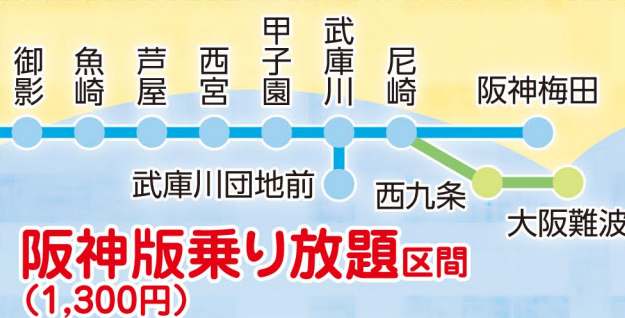 御影
魚崎
芦屋
西宮
甲子園
武庫川
尼崎
阪神梅田
武庫川団地前
西九条
大阪難波
阪神版乗り放題区間
(1,300円)